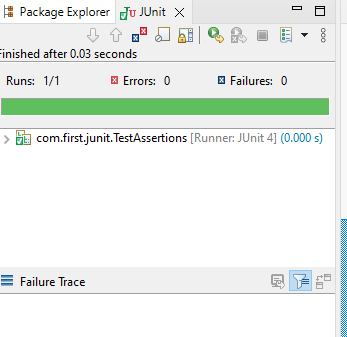 Package Explorer JUnit
Finished after 0.03 seconds
Runs: 1/1 Errors: 0 Failures: 0
com.first.junit.TestAssertions [Runner: JUnit 4] (0.000 s)
Failure Trace